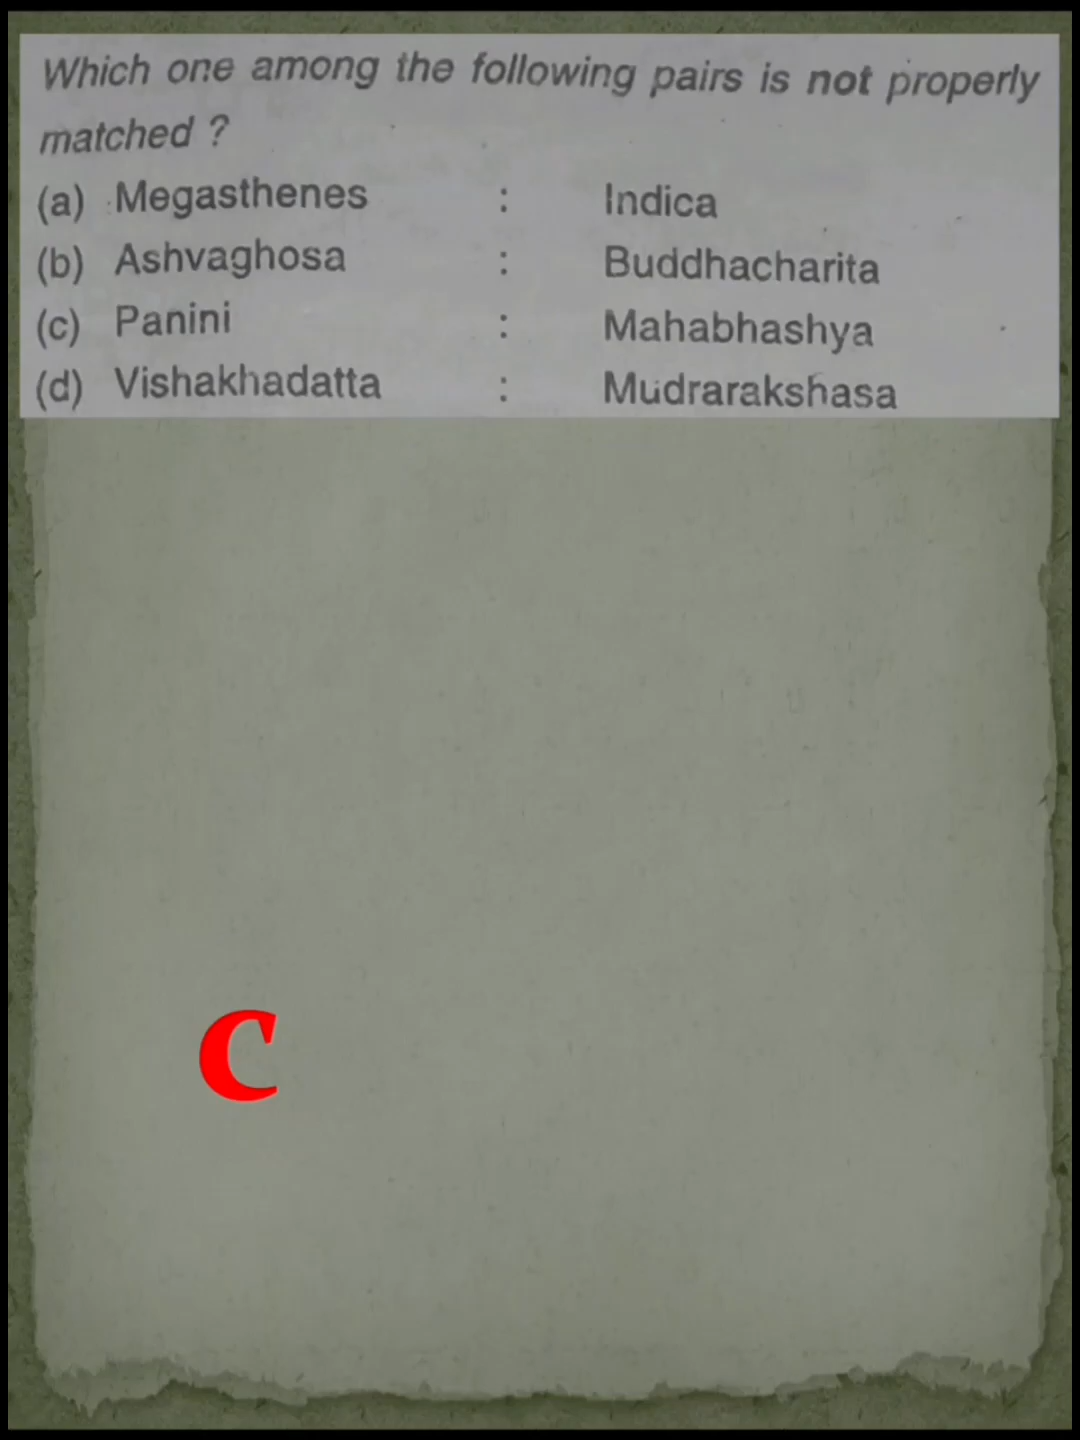 Which one among the following pairs is not properly
matched ?
(a) Megasthenes : Indica
(b) Ashvaghosa : Buddhacharita
(c) Panini : Mahabhashya
(d) Vishakhadatta : Mudrarakshasa
c